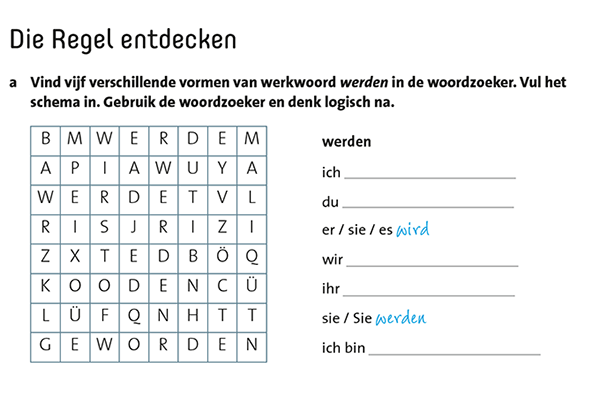 Die Regel entdecken
a Vind vijf verschillende vormen van werkwoord werden in de woordzoeker. Vul het
schema in. Gebruik de woordzoeker en denk logisch na.
B M W E R D E M
A P I A W U Y A
W E R D E T V L
R I S J R I Z I
Z X T E D B Ö Q
K O O D E N C Ü
L Ü F Q N H T T
G E W O R D E N
werden
ich
du
er / sie / es wird
wir
ihr
sie / Sie werden
ich bin